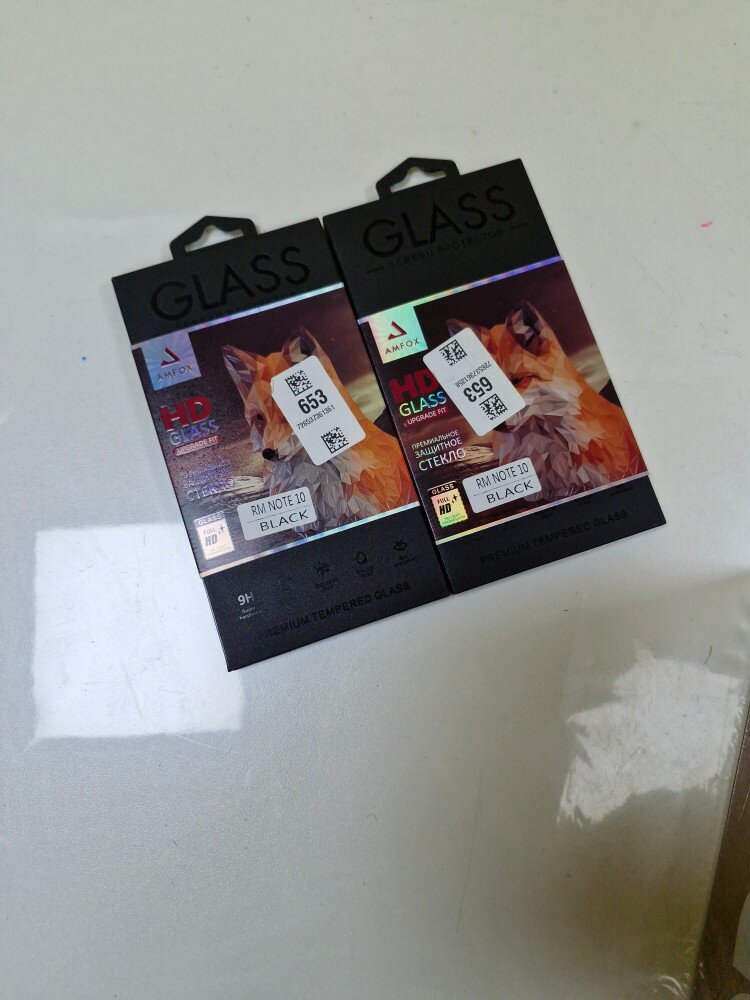 GLASS
AMFOX
HD
GLASS
UPGRADE FIT
653
7265372361361
СТЕКЛО
RM NOTE 10
BLACK
GLASS
FULL
HD+
9H
PREMIUM TEMPERED GLASS
GLASS
SCREEN PROTECTOR
AMFOX
HD
GLASS
UPGRADE FIT
653
ПРЕМИАЛЬНОЕ
ЗАЩИТНОЕ
СТЕКЛО
RM NOTE 10
BLACK
GLASS
FULL
HD+
PREMIUM TEMPERED GLASS